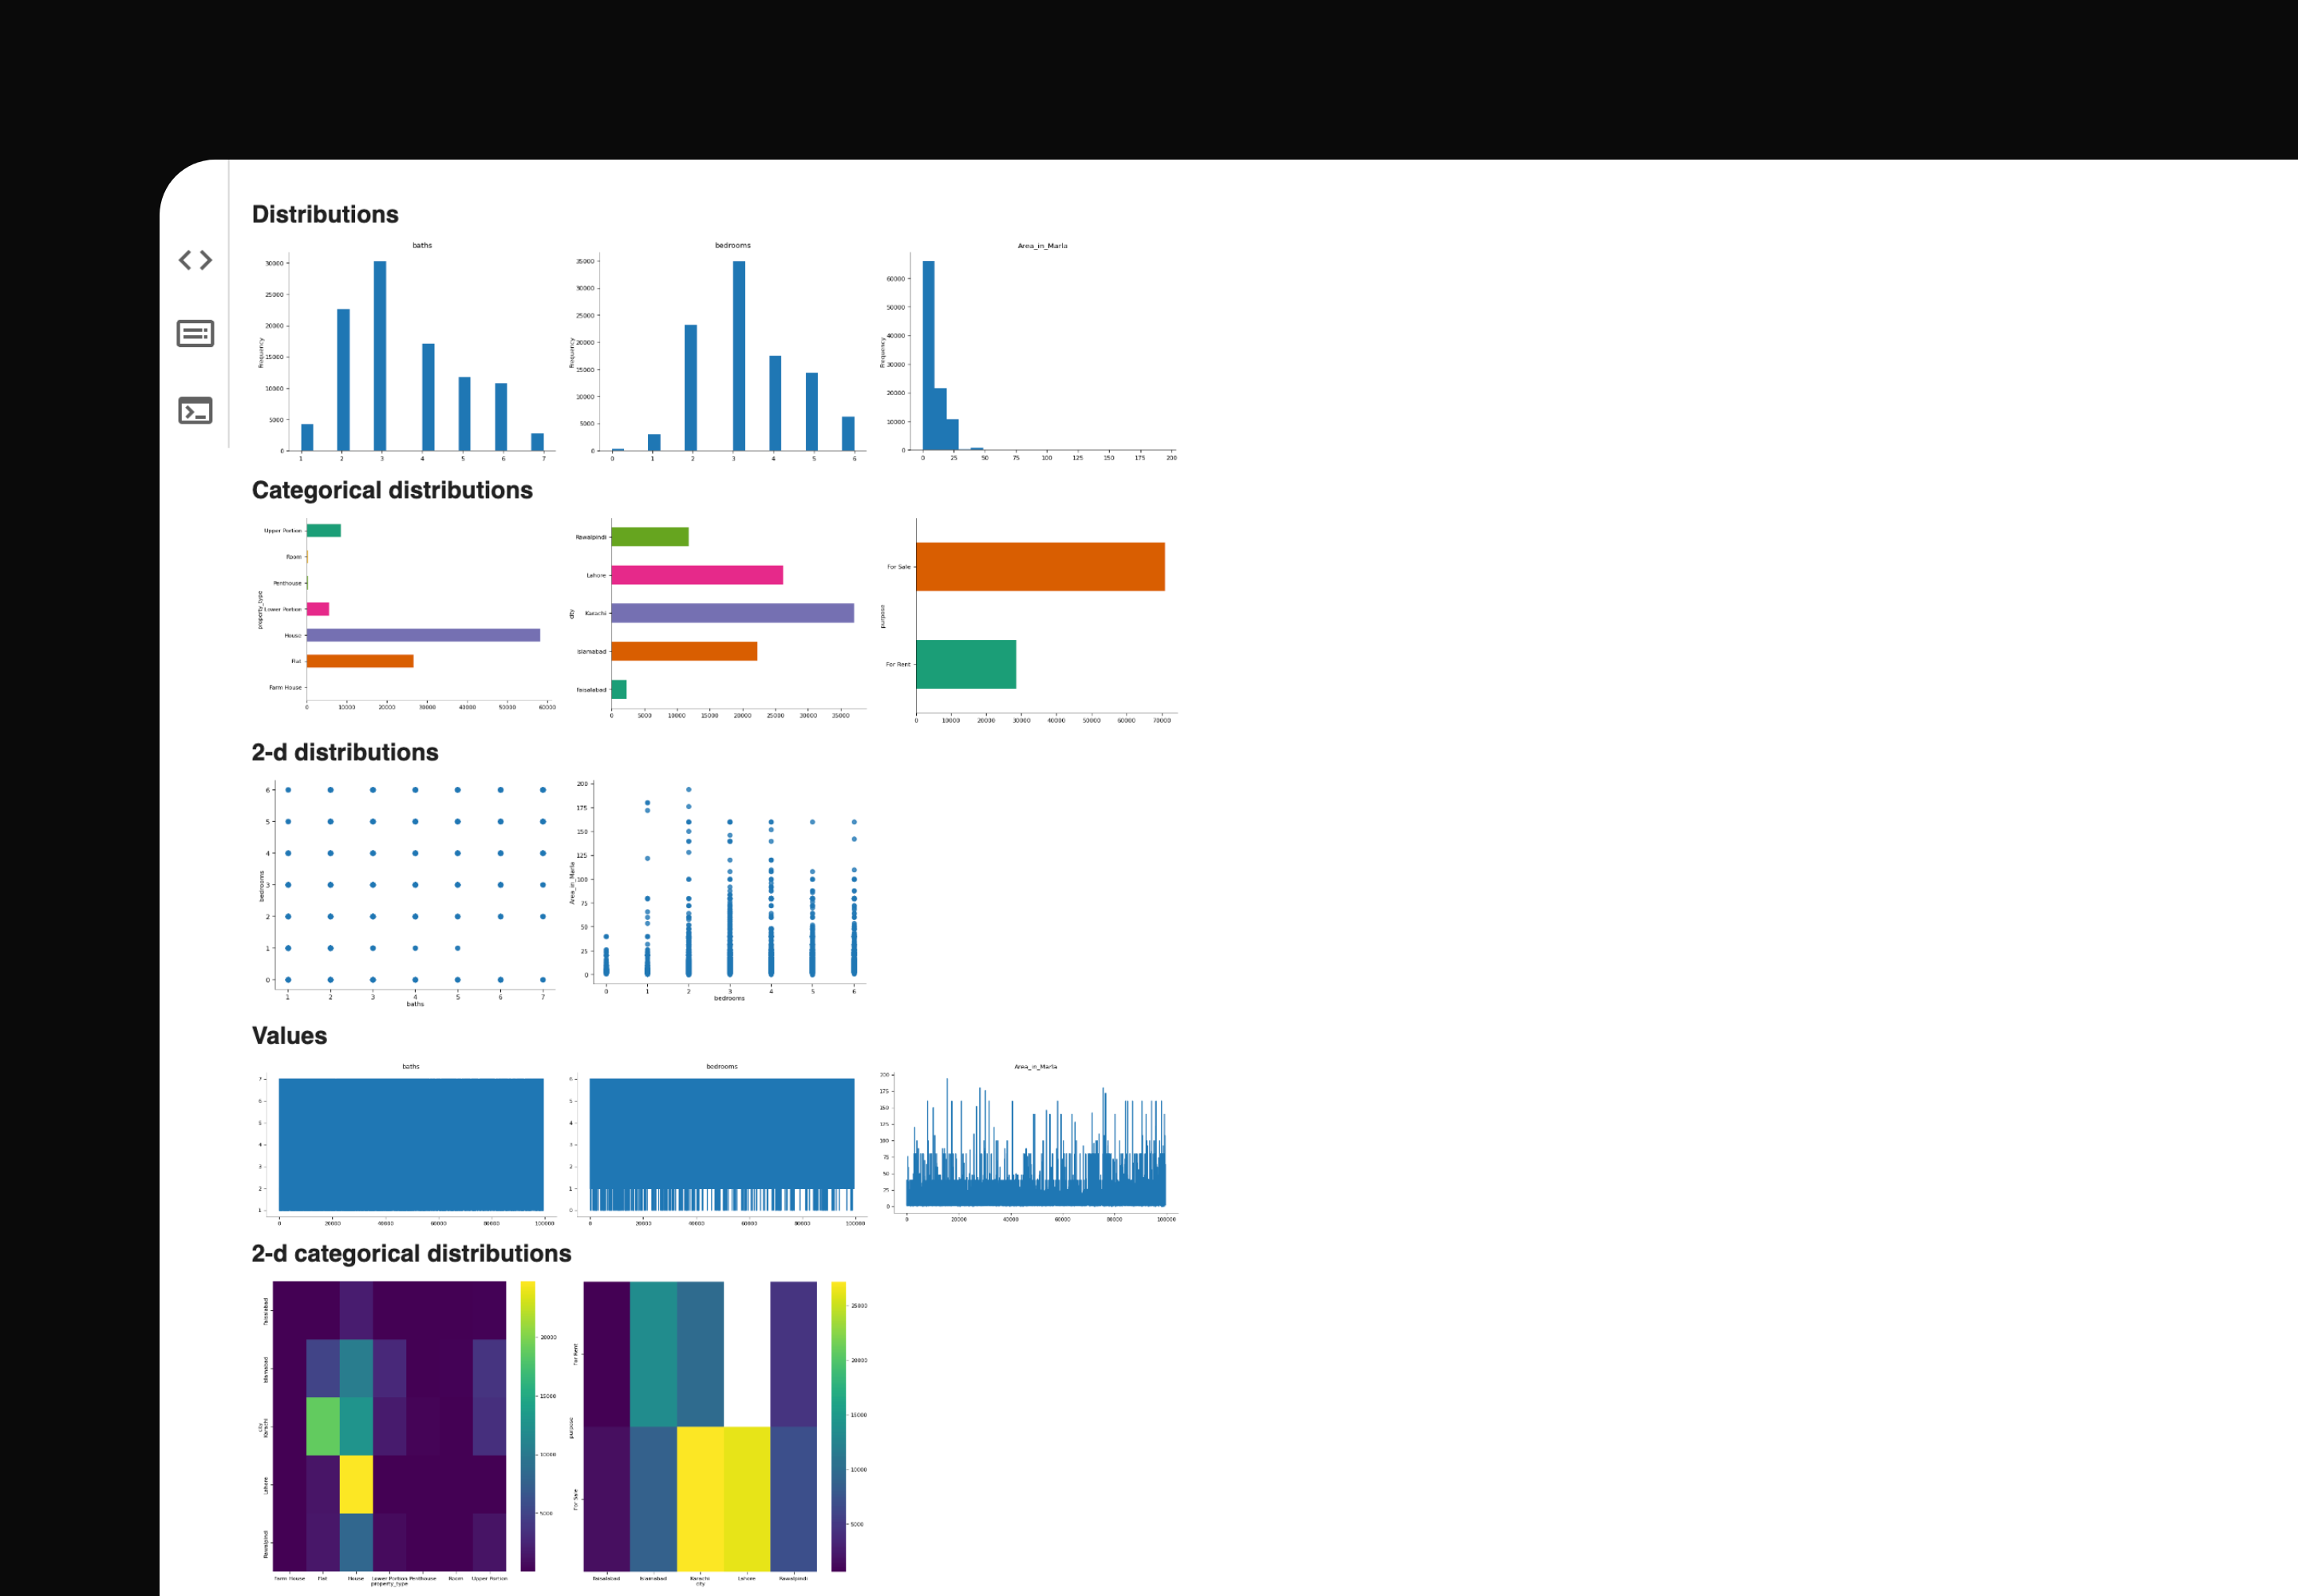 Distributions
baths
Frequency
30000
25000
20000
15000
10000
5000
0
1 2 3 4 5 6 7
bedrooms
Frequency
35000
30000
25000
20000
15000
10000
5000
0
0 1 2 3 4 5 6
Area_in_Marla
Frequency
60000
50000
40000
30000
20000
10000
0
0 25 50 75 100 125 150 175 200
Categorical distributions
property_type
Upper Portion
Room
Penthouse
Lower Portion
House
Flat
Farm House
0 10000 20000 30000 40000 50000 60000
city
Rawalpindi
Lahore
Karachi
Islamabad
Faisalabad
0 5000 10000 15000 20000 25000 30000 35000
purpose
For Sale
For Rent
0 10000 20000 30000 40000 50000 60000 70000
2-d distributions
bedrooms
6
5
4
3
2
1
0
1 2 3 4 5 6 7
baths
Area_in_Marla
200
175
150
125
100
75
50
25
0
0 1 2 3 4 5 6
bedrooms
Values
baths
7
6
5
4
3
2
1
0 20000 40000 60000 80000 100000
bedrooms
6
5
4
3
2
1
0
0 20000 40000 60000 80000 100000
Area_in_Marla
200
175
150
125
100
75
50
25
0
0 20000 40000 60000 80000 100000
2-d categorical distributions
city
Faisalabad
Islamabad
Karachi
Lahore
Rawalpindi
Farm House Flat House Lower Portion Penthouse Room Upper Portion
property_type
20000
15000
10000
5000
purpose
For Rent
For Sale
Faisalabad Islamabad Karachi Lahore Rawalpindi
city
25000
20000
15000
10000
5000